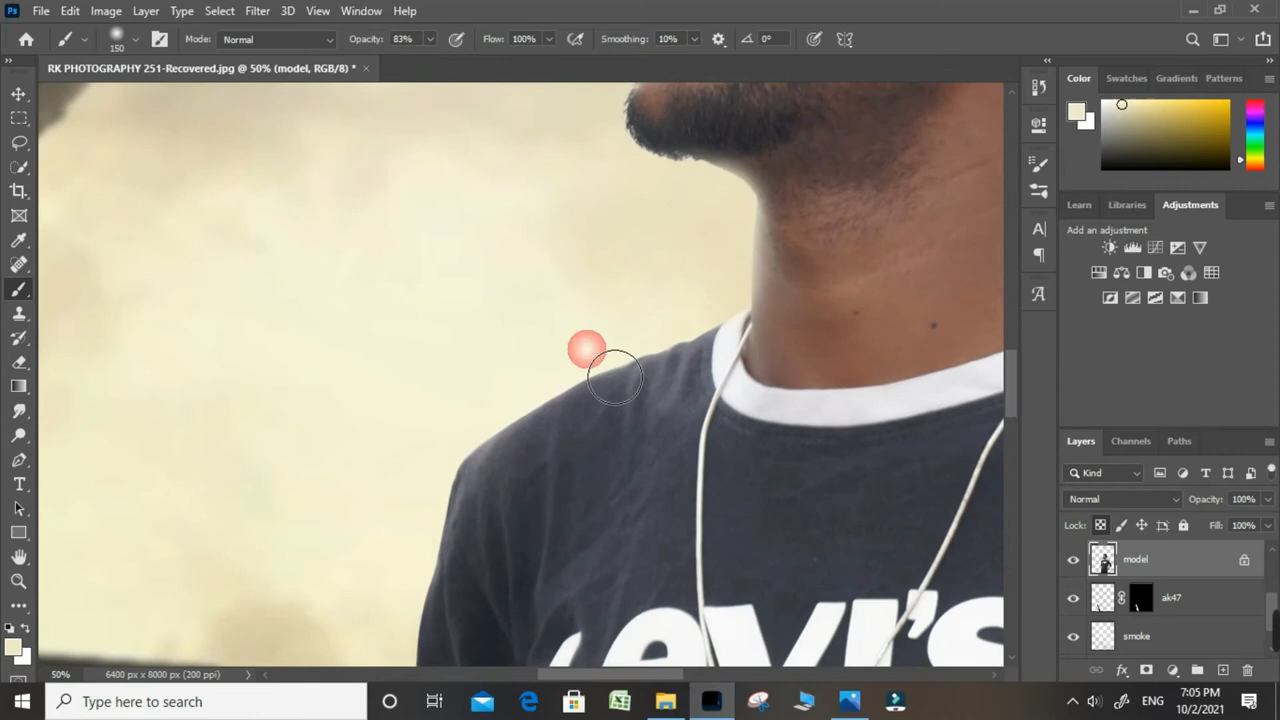 Ps File Edit Image Layer Type Select Filter 3D View Window Help
150 Mode: Normal Opacity: 83% Flow: 100% Smoothing: 10% 0°
RK PHOTOGRAPHY 251-Recovered.jpg @ 50% (model, RGB/8) * ×
Color Swatches Gradients Patterns
Learn Libraries Adjustments
Add an adjustment
Layers Channels Paths
Kind
Normal Opacity: 100%
Lock: Fill: 100%
model
ak47
smoke
Levi's
50% 6400 px x 8000 px (200 ppi)
Type here to search
ENG
7:05 PM
10/2/2021